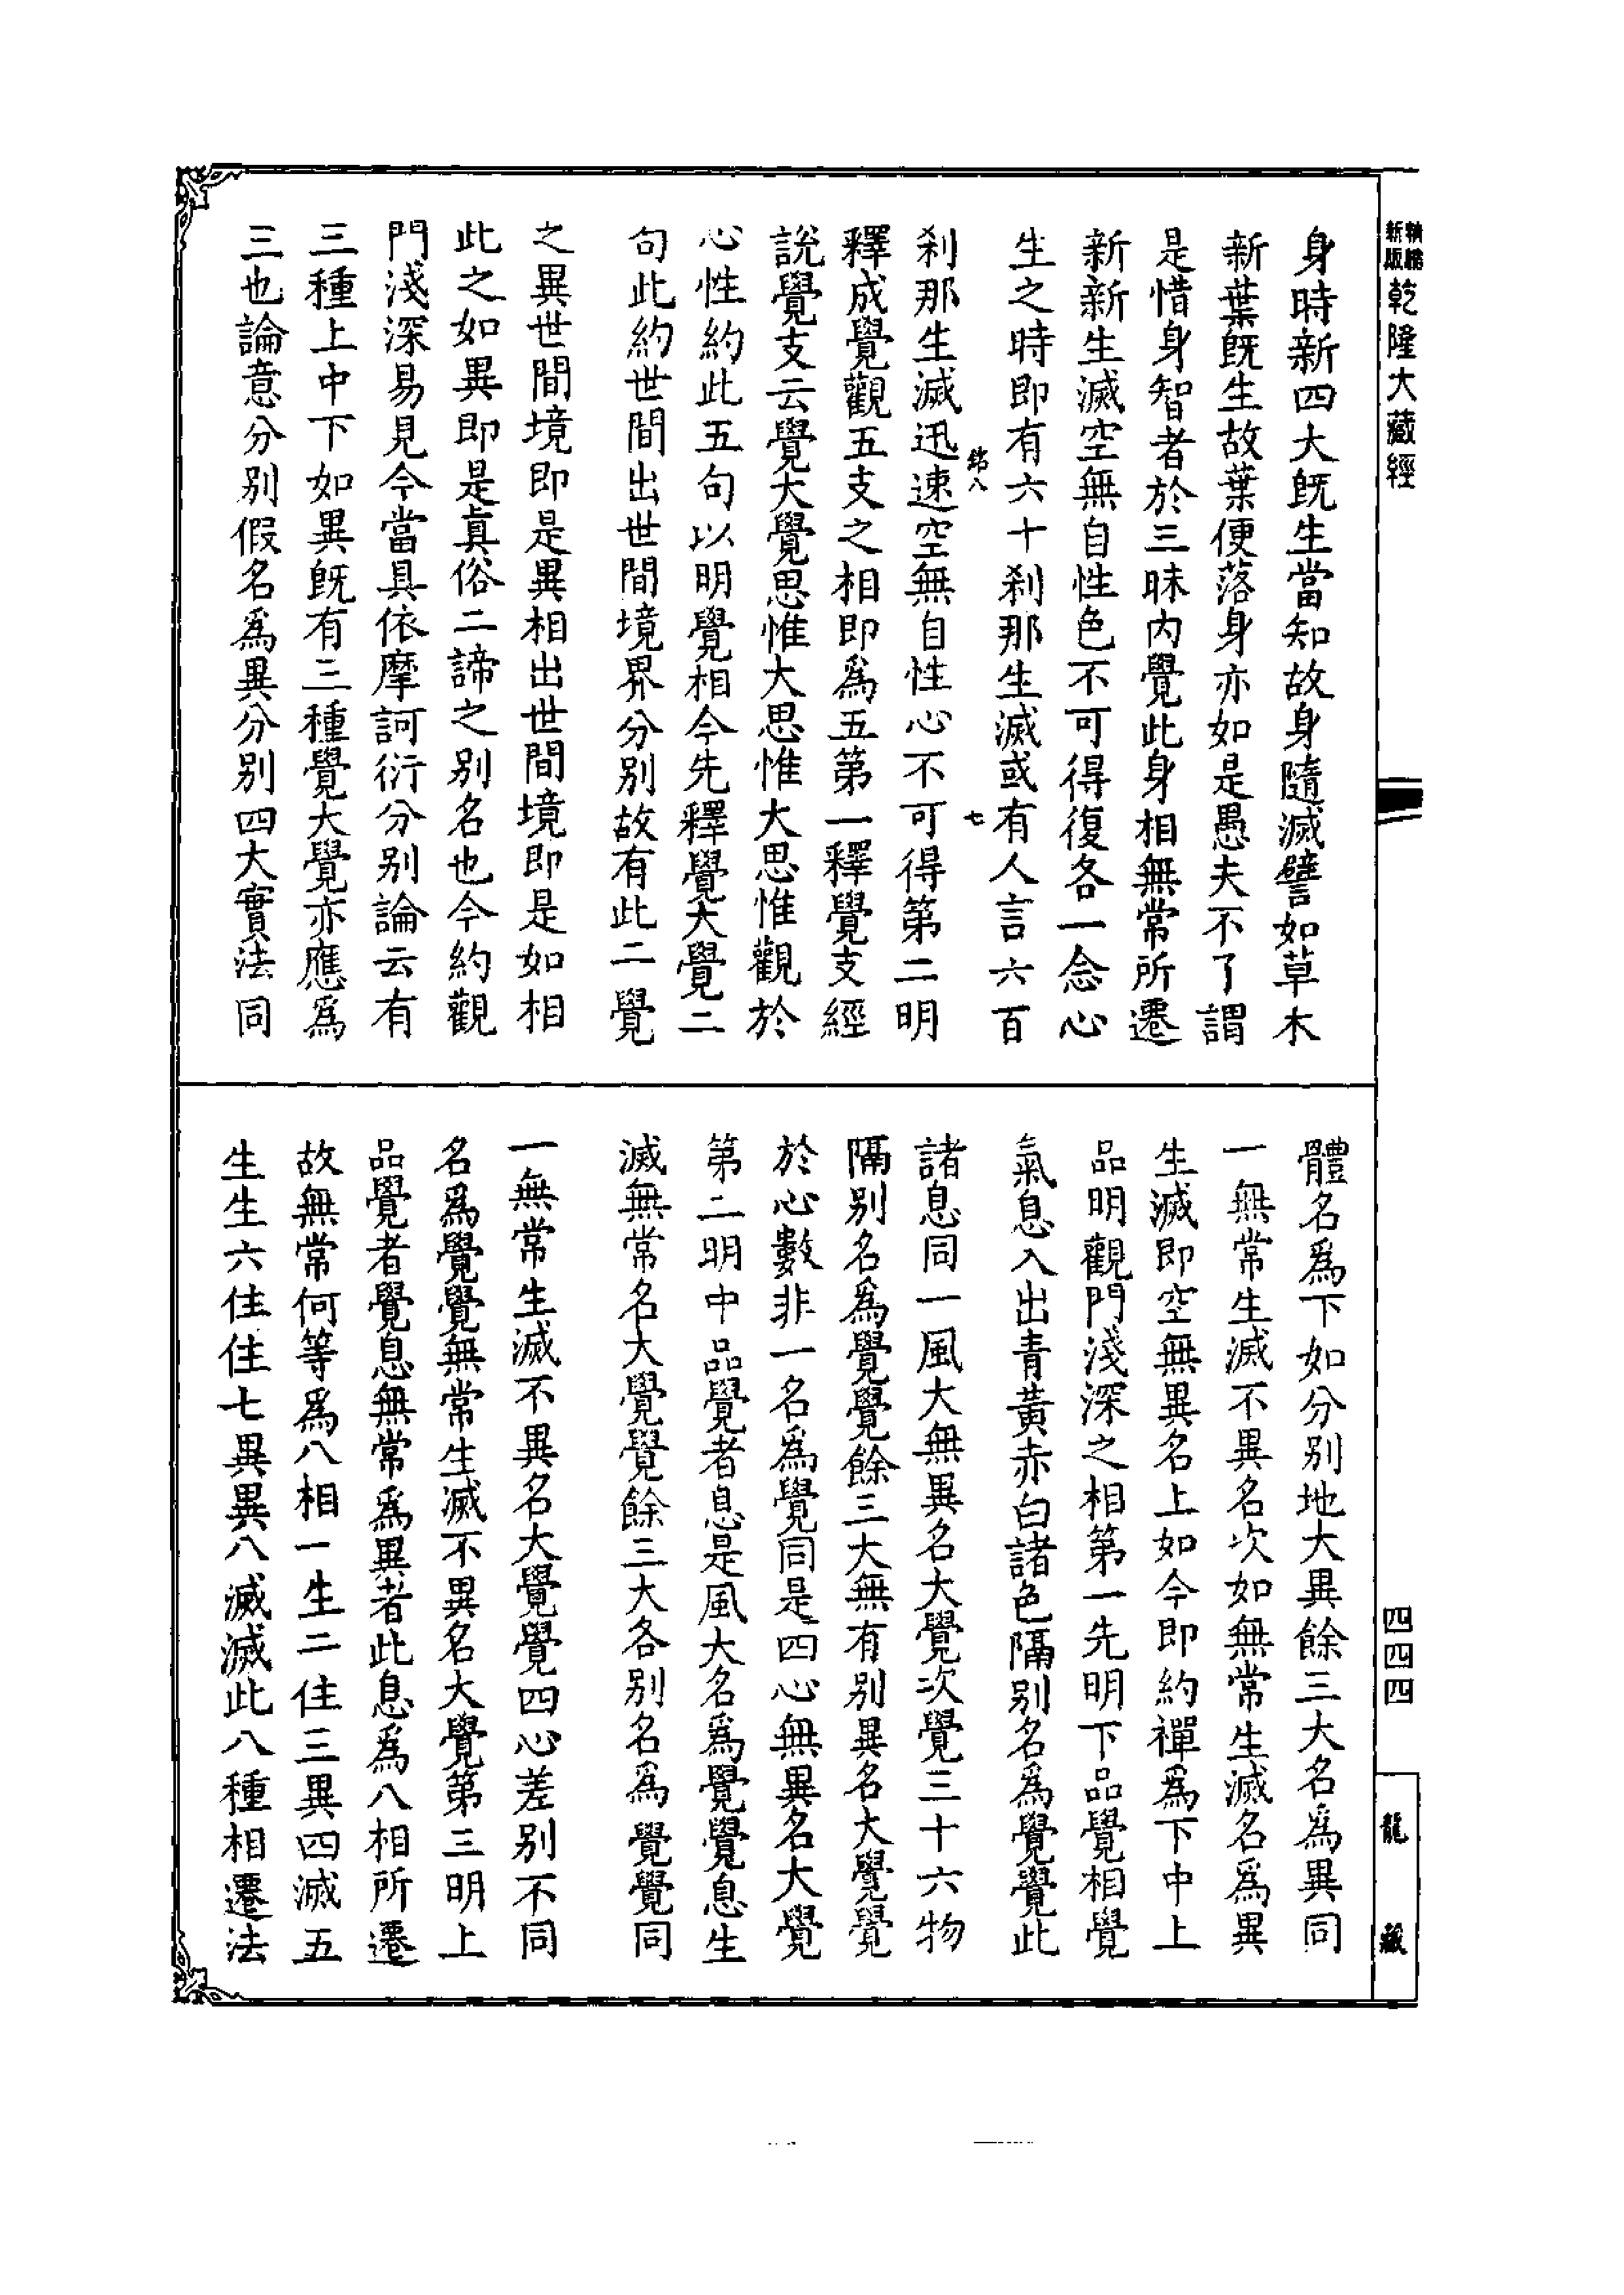 乾隆大藏經
身時新四大旣生當知故身隨滅譬如草木
新葉旣生故葉便落身亦如是愚夫不了謂
是惜身智者於三昧內覺此身相無常所遷
新新生滅空無自性色不可得復各一念心
生之時即有六十剎那生滅或有人言六百
剎那生滅迅速空無自性心不可得第二明
釋成覺觀五支之相即爲五第一釋覺支經
說覺支云覺大覺思惟大思惟大思惟觀於
心性約此五句以明覺相今先釋覺大覺二
句此約世間出世間境界分別故有此二覺
之異世間境即是異相出世間境即是如相
此之如異即是眞俗二諦之別名也今約觀
門淺深易見今當具依摩訶衍分別論云有
三種上中下如異旣有三種覺大覺亦應爲
三也論意分別假名爲異分別四大實法同
體名爲下如分別地大異餘三大名爲異同
一無常生滅不異名次如無常生滅名爲異
生滅即空無異名上如今即約禪爲下中上
品明觀門淺深之相第一先明下品覺相覺
氣息入出青黃赤白諸色隔別名爲覺覺此
諸息同一風大無異名大覺次覺三十六物
隔別名爲覺覺餘三大無有別異名大覺覺
於心數非一名爲覺同是四心無異名大覺
第二明中品覺者息是風大名爲覺覺息生
滅無常名大覺覺餘三大各別名爲覺覺同
一無常生滅不異名大覺覺四心差別不同
名爲覺覺無常生滅不異名大覺第三明上
品覺者覺息無常爲異者此息爲八相所遷
故無常何等爲八相一生二住三異四滅五
生生六住住七異異八滅滅此八種相遷法
四四四
龍藏
七